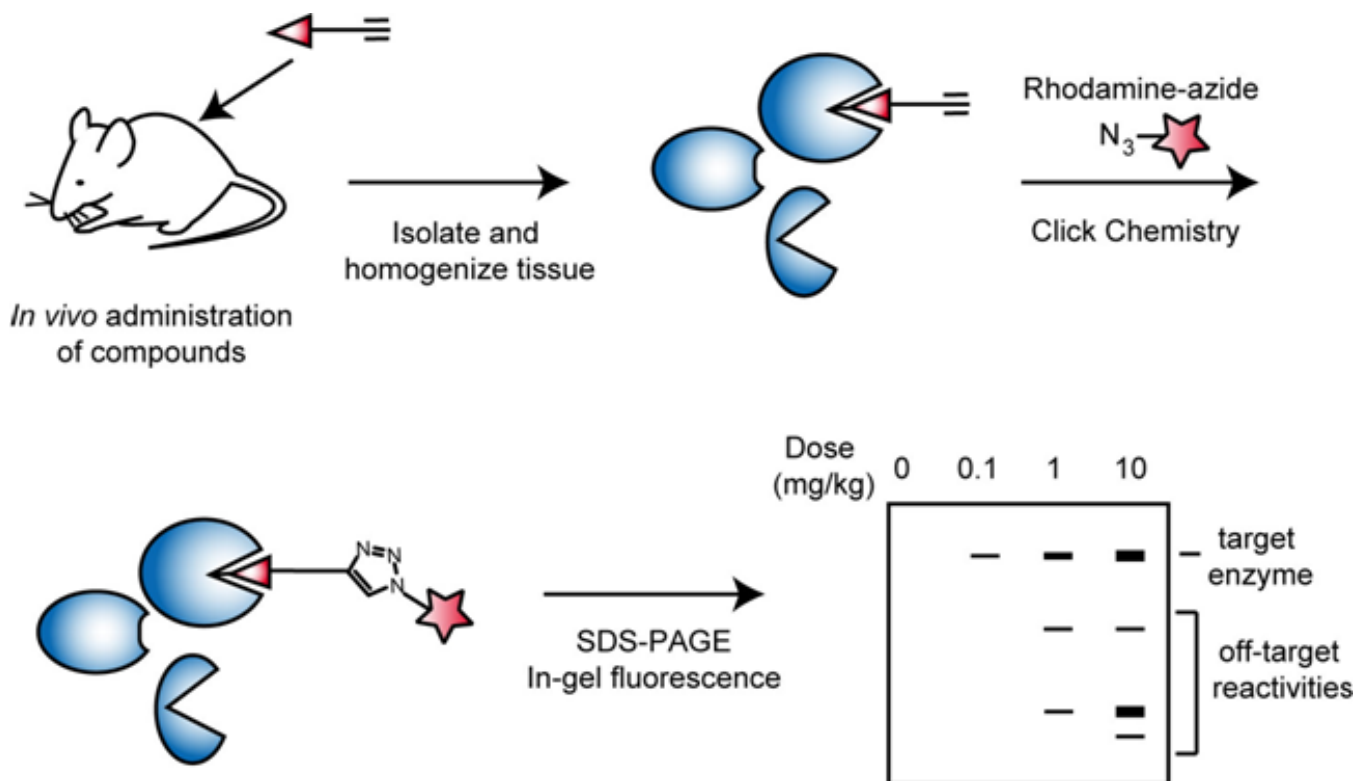 Rhodamine-azide
N3
Isolate and
homogenize tissue
Click Chemistry
In vivo administration
of compounds
N=N
N
SDS-PAGE
In-gel fluorescence
Dose
(mg/kg)
0 0.1 1 10
target
enzyme
off-target
reactivities